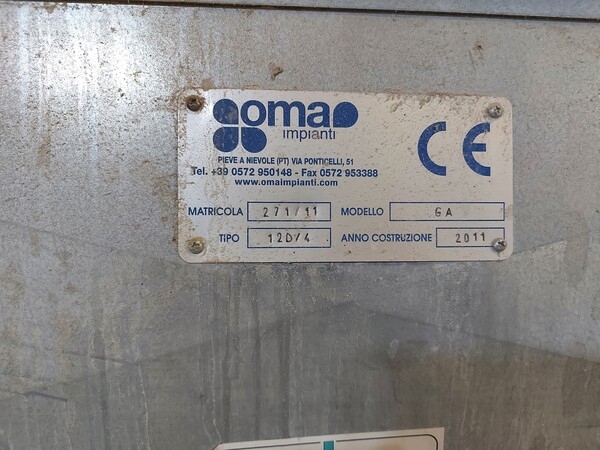 oma
impianti
CE
PIEVE A NIEVOLE (PT) VIA PONTICELLI, 51
Tel. +39 0572 950148 - Fax 0572 953388
www.omaimpianti.com
MATRICOLA 271/11 MODELLO GA
TIPO 12D/4 ANNO COSTRUZIONE 2011